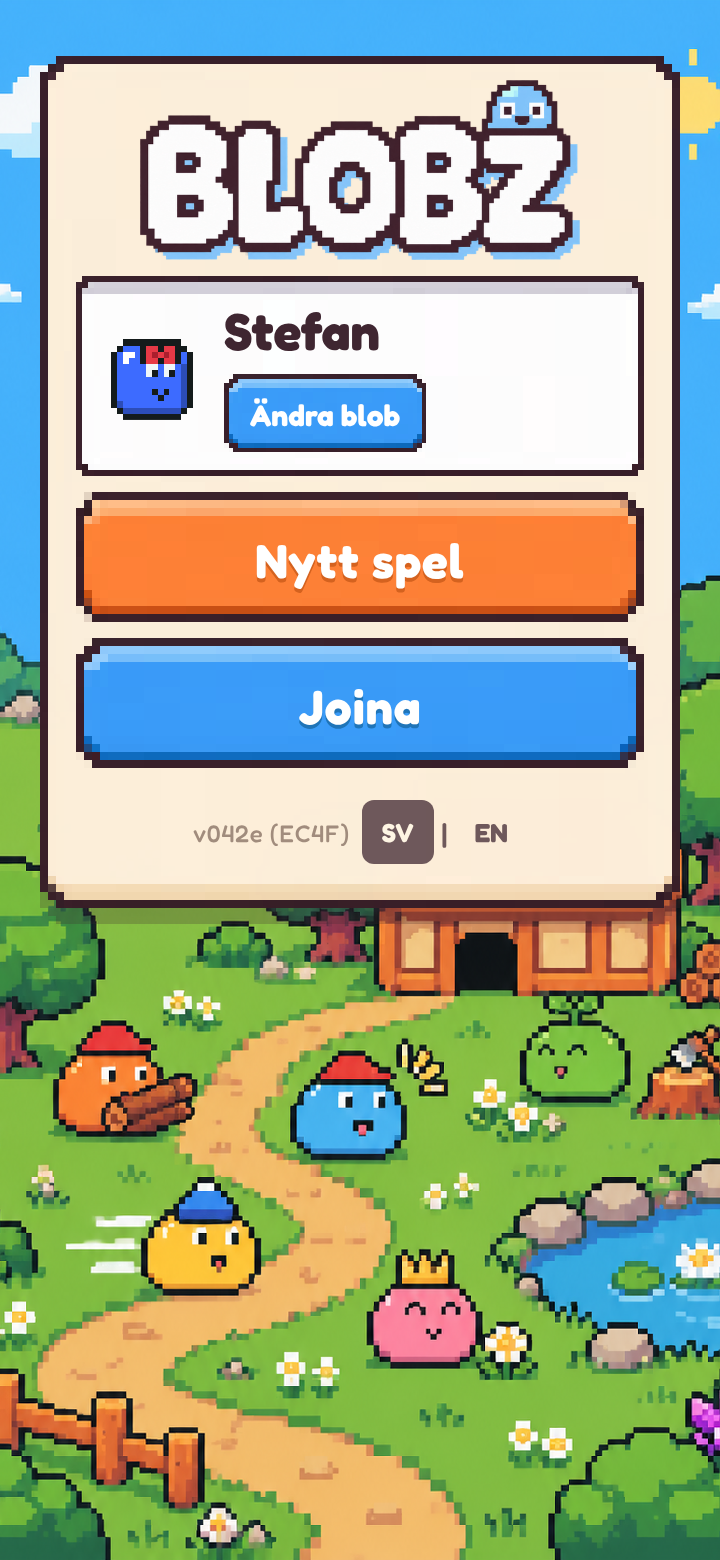 BLOBZ
Stefan
Ändra blob
Nytt spel
Joina
v042e (EC4F) SV | EN